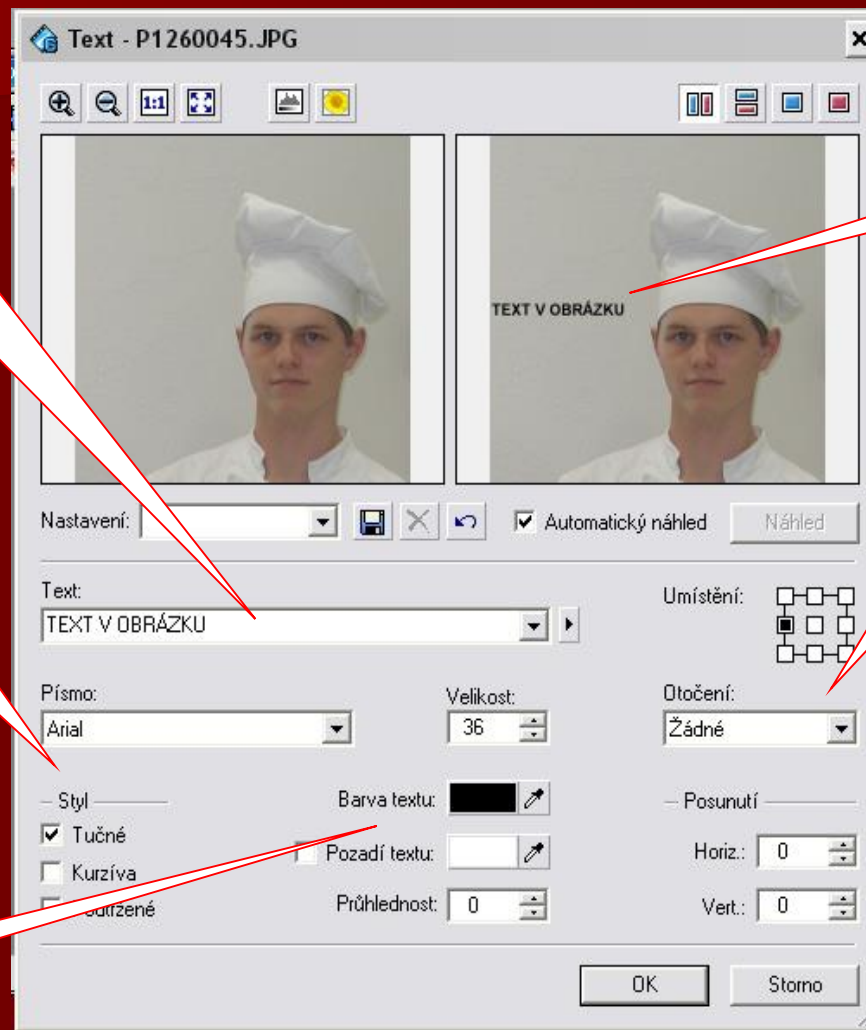 Text - P1260045.JPG
1:1
TEXT V OBRÁZKU
Nastavení:
Automatický náhled
Náhled
Text:
Umístění:
TEXT V OBRÁZKU
Písmo:
Velikost:
Otočení:
Arial
36
Žádné
Styl
Barva textu:
Posunutí
Tučné
Pozadí textu:
Horiz.: 0
Kurzíva
Průhlednost: 0
Vert.: 0
OK
Storno